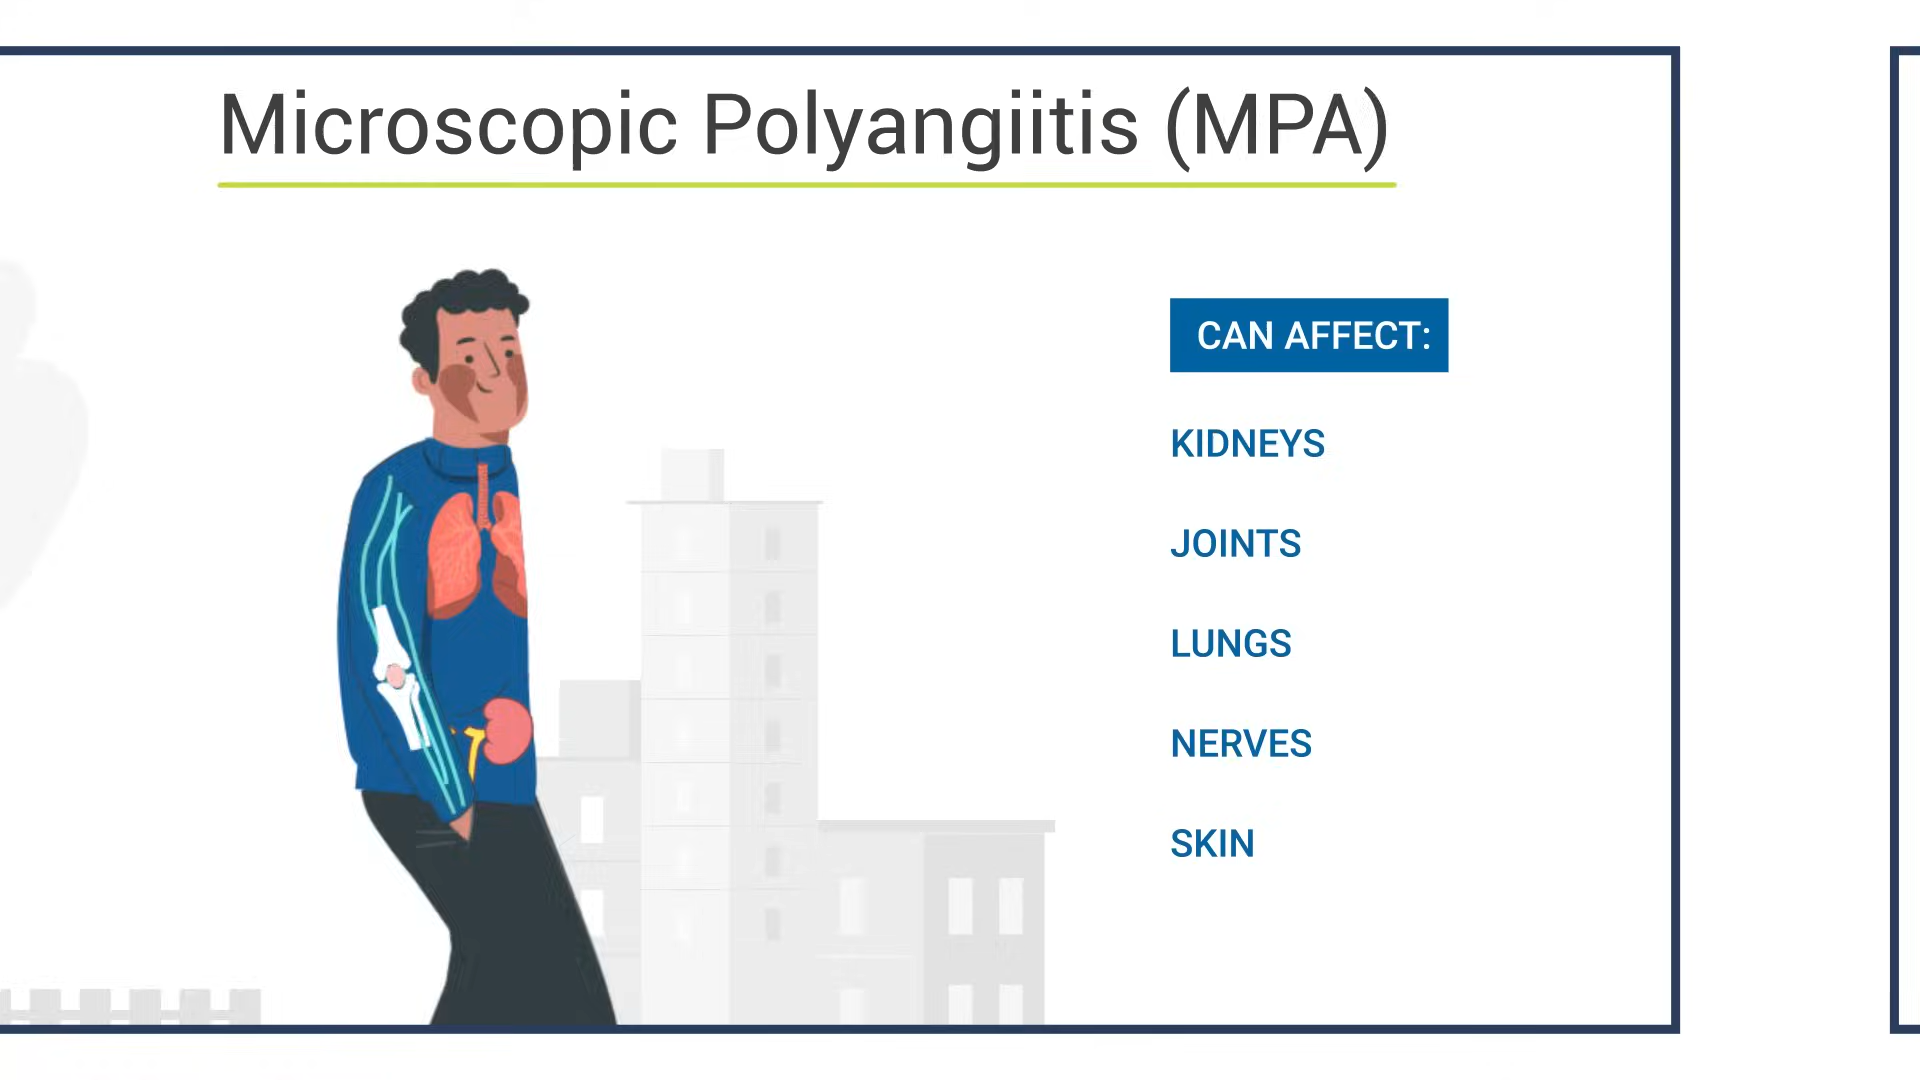 Microscopic Polyangiitis (MPA)
CAN AFFECT:
KIDNEYS
JOINTS
LUNGS
NERVES
SKIN